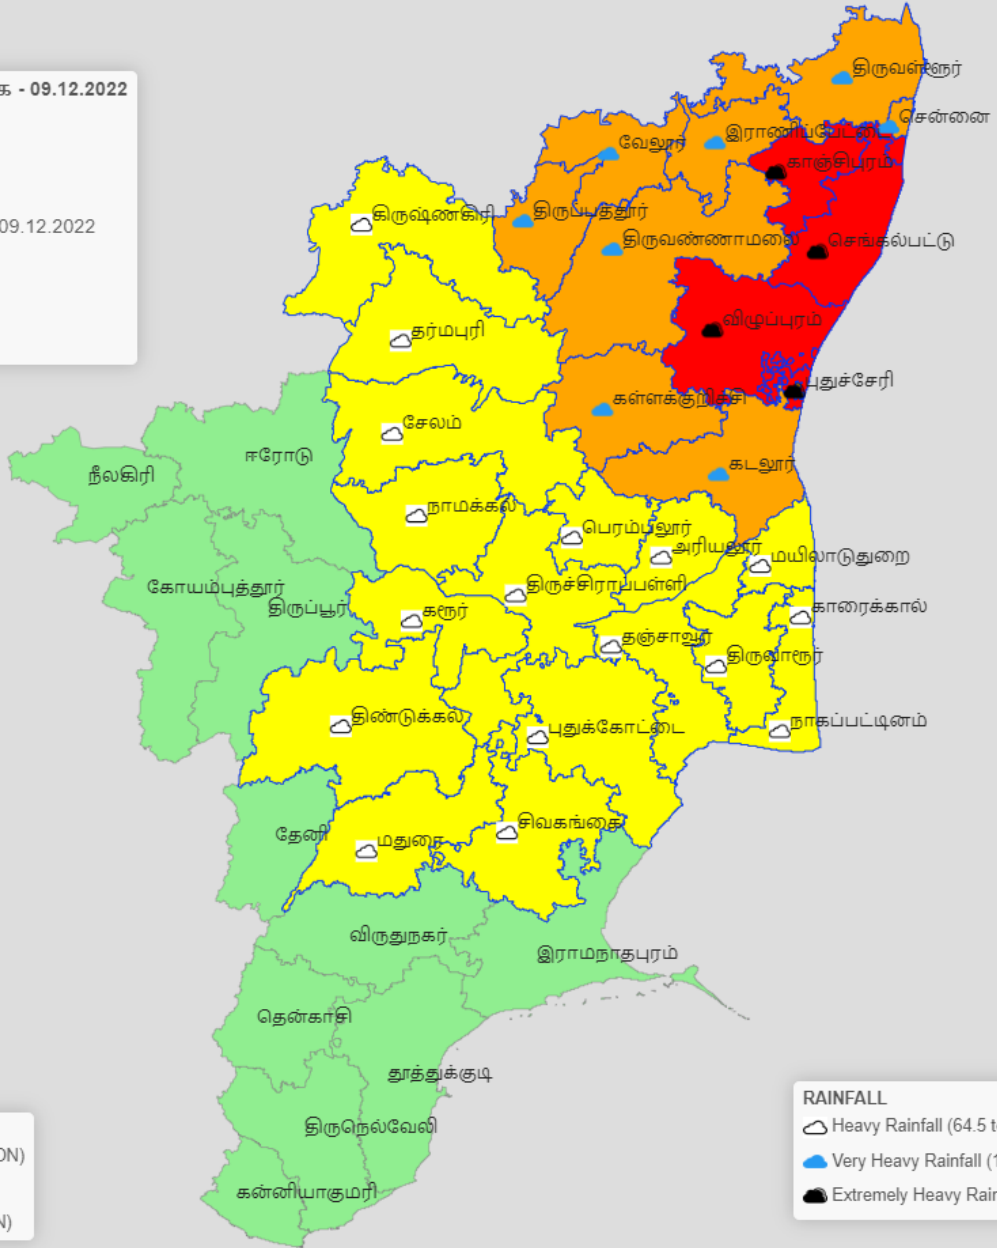 - 09.12.2022
09.12.2022
திருவள்ளூர்
சென்னை
வேலூர்
இராணிப்பேட்டை
காஞ்சிபுரம்
கிருஷ்ணகிரி
திருப்பத்தூர்
திருவண்ணாமலை
செங்கல்பட்டு
தர்மபுரி
விழுப்புரம்
புதுச்சேரி
கள்ளக்குறிச்சி
சேலம்
ஈரோடு
நீலகிரி
கடலூர்
நாமக்கல்
பெரம்பலூர்
அரியலூர்
மயிலாடுதுறை
கோயம்புத்தூர்
திருப்பூர்
திருச்சிராப்பள்ளி
கரூர்
காரைக்கால்
தஞ்சாவூர்
திருவாரூர்
திண்டுக்கல்
புதுக்கோட்டை
நாகப்பட்டினம்
தேனி
மதுரை
சிவகங்கை
விருதுநகர்
இராமநாதபுரம்
தென்காசி
தூத்துக்குடி
திருநெல்வேலி
கன்னியாகுமரி
RAINFALL
Heavy Rainfall (64.5
Very Heavy Rainfall (1
Extremely Heavy